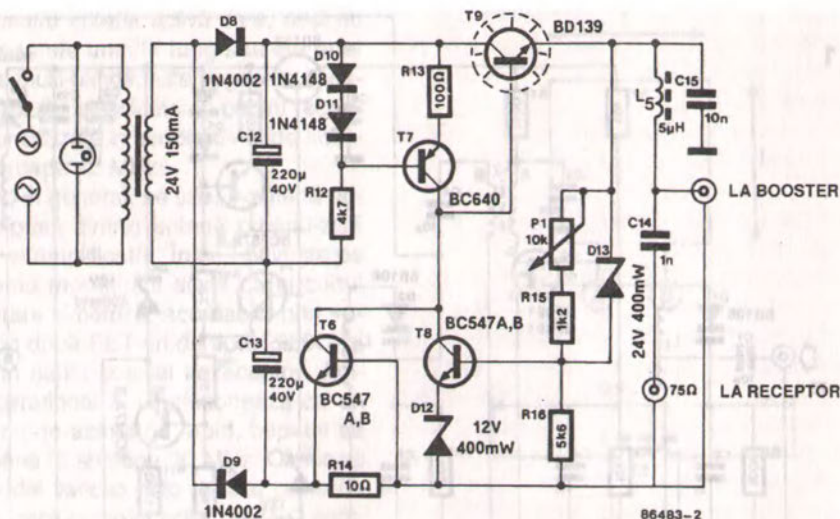 T9
BD139
D8
1N4002
D10
1N4148
D11
1N4148
R13
100Ω
C15
10n
L5
5µH
24V 150mA
C12
220µ
40V
T7
BC640
R12
4k7
LA BOOSTER
P1
10k
C14
1n
D13
24V 400mW
R15
1k2
T6
T8
BC547A,B
C13
220µ
40V
BC547
A,B
D12
12V
400mW
R16
5k6
75Ω
LA RECEPTOR
D9
1N4002
R14
10Ω
86483-2